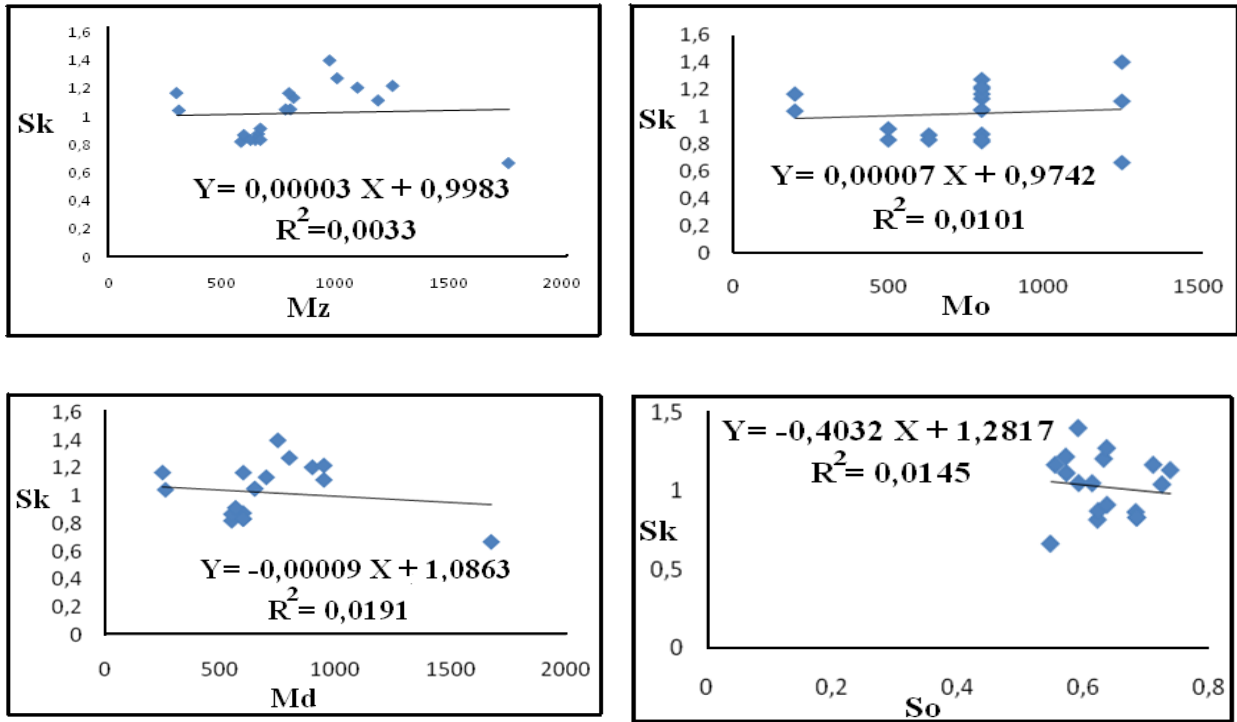 1,6
1,4
1,2
Sk
1
0,8
0,6
0,4
0,2
0
Y= 0,00003 X + 0,9983
R²=0,0033
0 500 1000 1500 2000
Mz
1,6
1,4
1,2
1
Sk
0,8
0,6
0,4
0,2
0
Y= 0,00007 X + 0,9742
R²= 0,0101
0 500 1000 1500
Mo
1,6
1,4
1,2
Sk
1
0,8
0,6
0,4
0,2
0
Y= -0,00009 X + 1,0863
R²= 0,0191
0 500 1000 1500 2000
Md
1,5
Y= -0,4032 X + 1,2817
R²= 0,0145
1
Sk
0,5
0
0 0,2 0,4 0,6 0,8
So